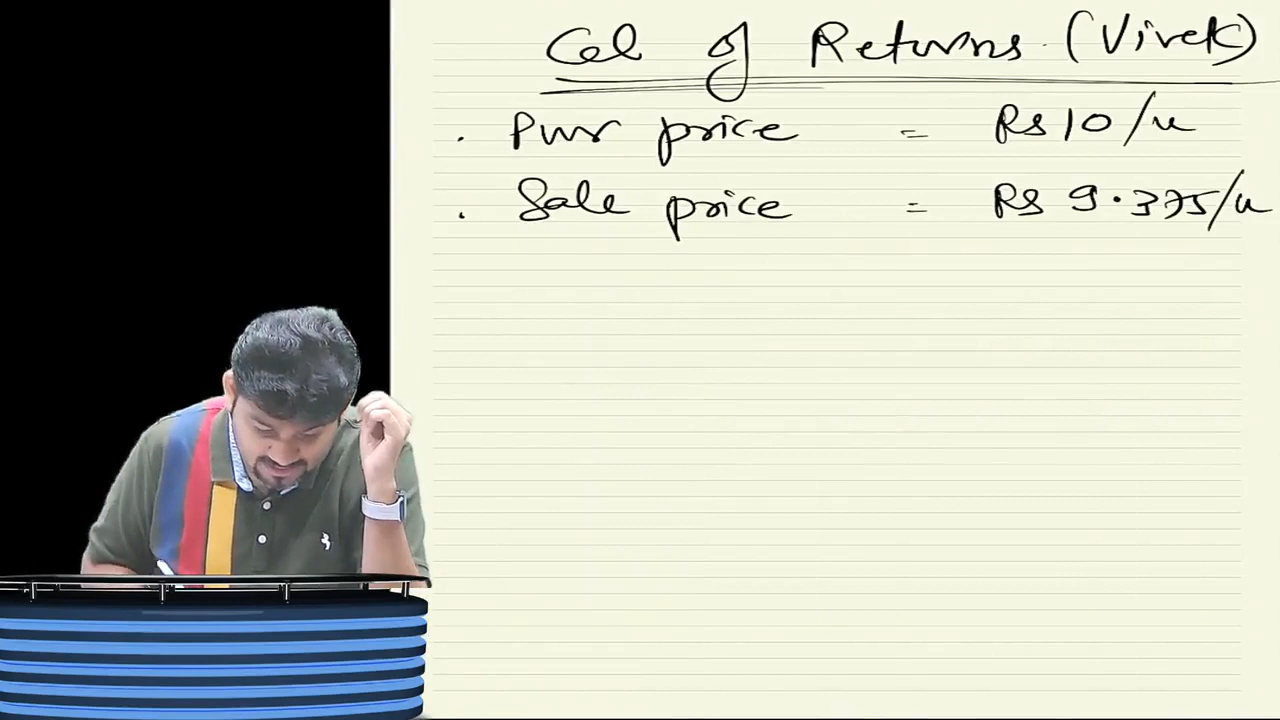 Cal of Returns (Vivek)
. Pur price = Rs 10/u
. Sale price = Rs 9.375/u